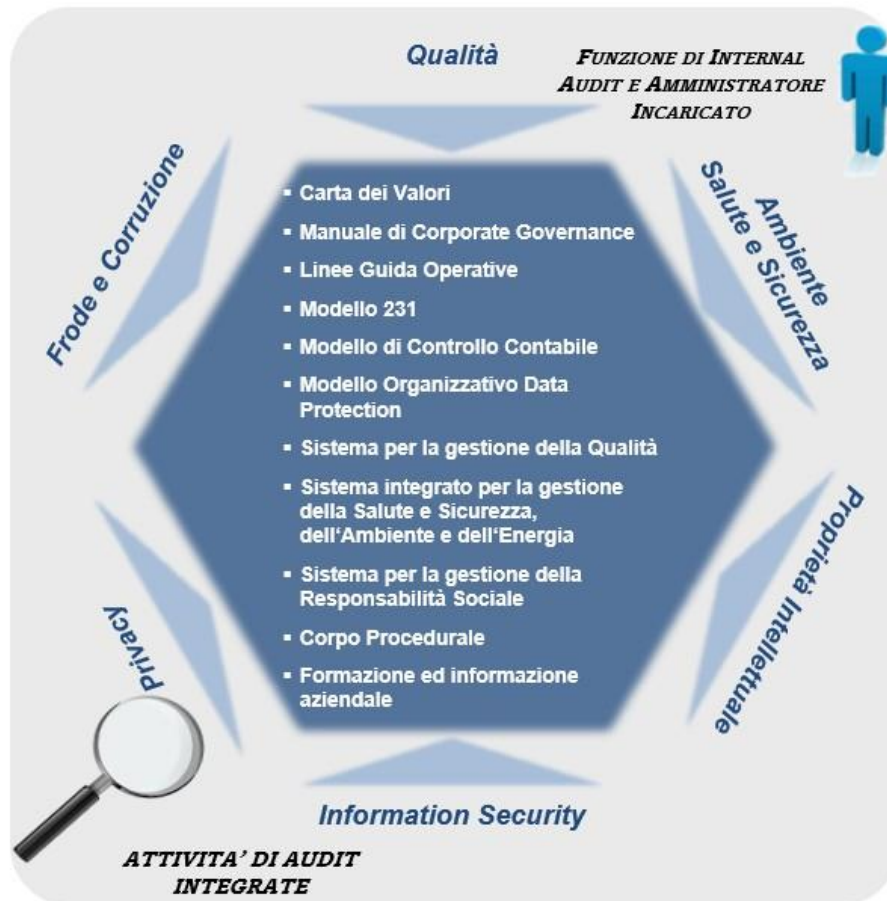 Qualità
FUNZIONE DI INTERNAL
AUDIT E AMMINISTRATORE
INCARICATO
Frode e Corruzione
Ambiente
Salute e Sicurezza
▪ Carta dei Valori
▪ Manuale di Corporate Governance
▪ Linee Guida Operative
▪ Modello 231
▪ Modello di Controllo Contabile
▪ Modello Organizzativo Data
Protection
▪ Sistema per la gestione della Qualità
▪ Sistema integrato per la gestione
della Salute e Sicurezza,
dell‘Ambiente e dell‘Energia
▪ Sistema per la gestione della
Responsabilità Sociale
▪ Corpo Procedurale
▪ Formazione ed informazione
aziendale
Privacy
Proprietà Intellettuale
Information Security
ATTIVITA’ DI AUDIT
INTEGRATE